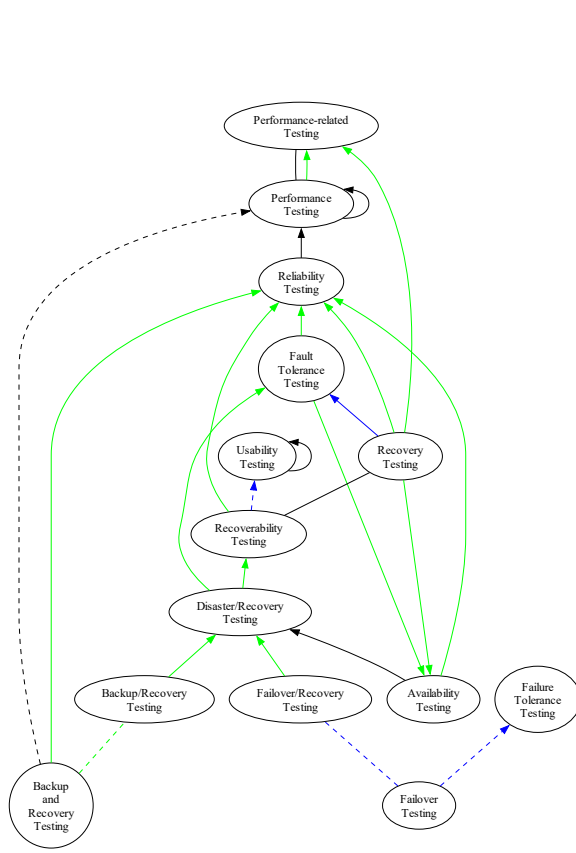 Performance-related
Testing
Performance
Testing
Reliability
Testing
Fault
Tolerance
Testing
Usability
Testing
Recovery
Testing
Recoverability
Testing
Disaster/Recovery
Testing
Backup/Recovery
Testing
Failover/Recovery
Testing
Availability
Testing
Failure
Tolerance
Testing
Backup
and
Recovery
Testing
Failover
Testing